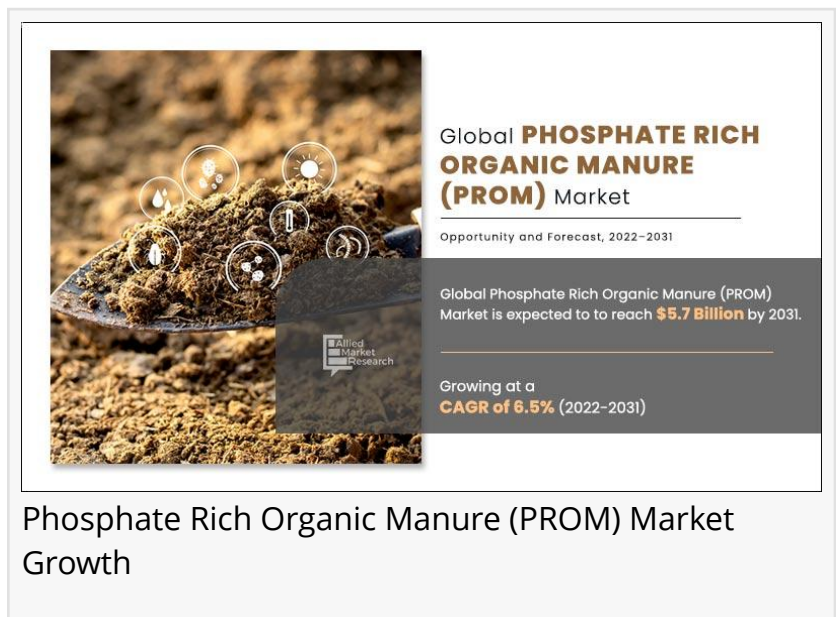 Global PHOSPHATE RICH
ORGANIC MANURE
(PROM) Market
Opportunity and Forecast, 2022-2031
Global Phosphate Rich Organic Manure (PROM)
Market is expected to to reach $5.7 Billion by 2031.
Allied
Market
Research
Growing at a
CAGR of 6.5% (2022-2031)
Phosphate Rich Organic Manure (PROM) Market
Growth